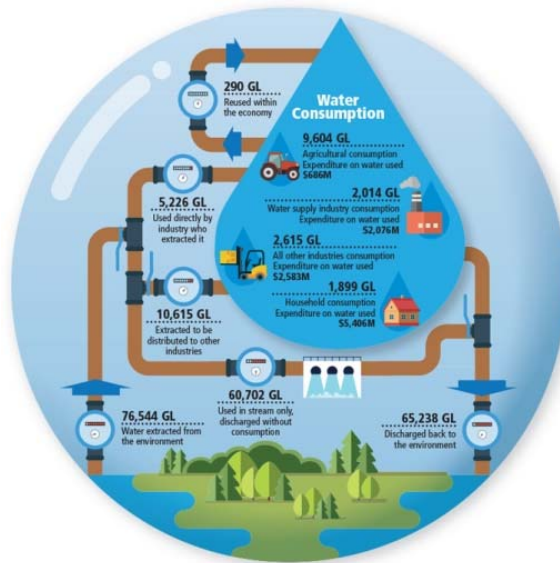 290 GL
Reused within
the economy
Water
Consumption
9,604 GL
Agricultural consumption
Expenditure on water used
$686M
2,014 GL
Water supply industry consumption
Expenditure on water used
$2,076M
2,615 GL
All other industries consumption
Expenditure on water used
$2,583M
1,899 GL
Household consumption
Expenditure on water used
$5,406M
5,226 GL
Used directly by
industry who
extracted it
10,615 GL
Extracted to be
distributed to other
industries
60,702 GL
Used in stream only,
discharged without
consumption
76,544 GL
Water extracted from
the environment
65,238 GL
Discharged back to
the environment